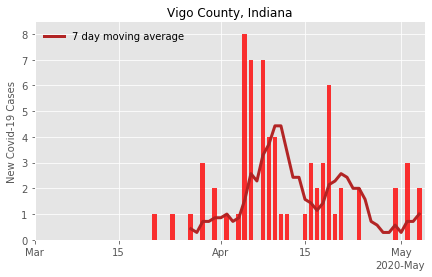 Vigo County, Indiana
7 day moving average
New Covid-19 Cases
8
7
6
5
4
3
2
1
0
Mar 15 Apr 15 May
2020-May